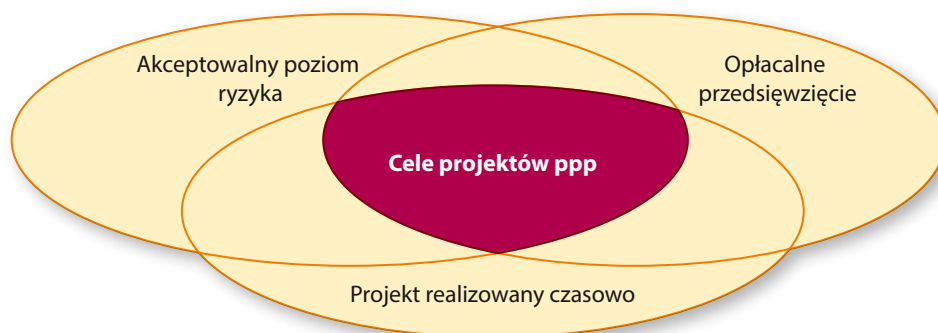 Akceptowalny poziom
ryzyka
Opłacalne
przedsięwzięcie
Cele projektów ppp
Projekt realizowany czasowo